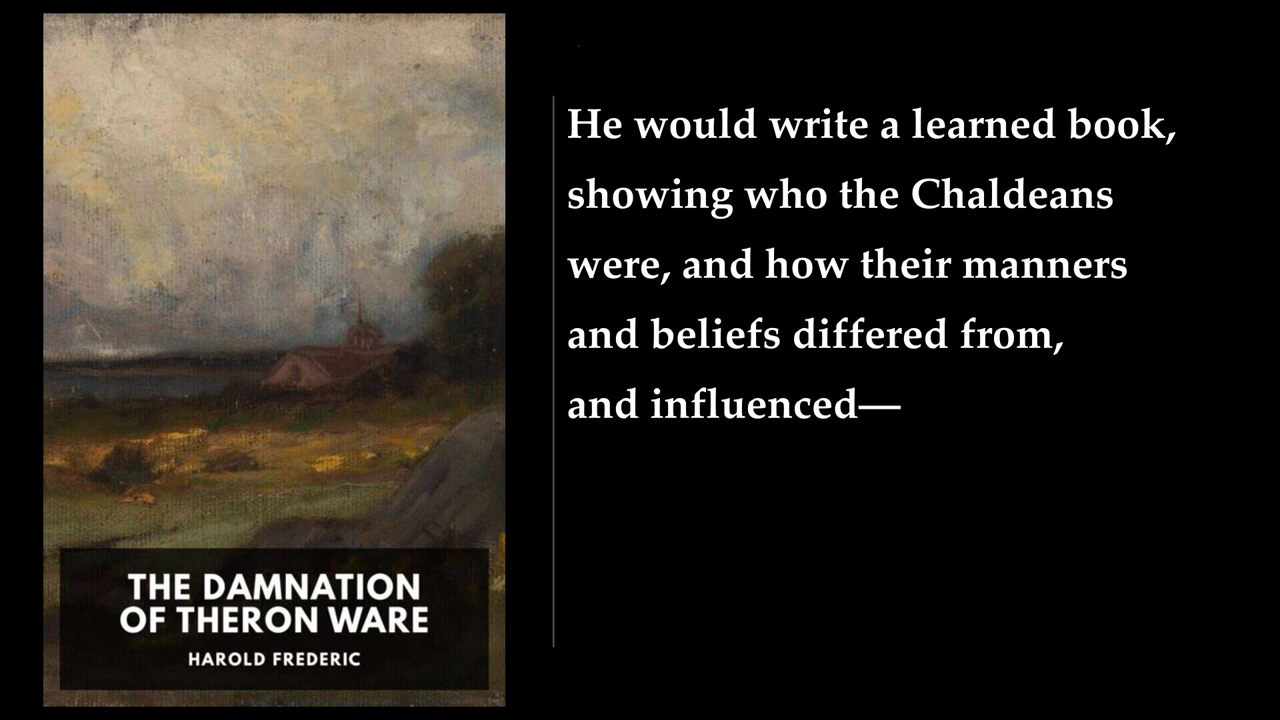 He would write a learned book,
showing who the Chaldeans
were, and how their manners
and beliefs differed from,
and influenced—
THE DAMNATION
OF THERON WARE
HAROLD FREDERIC